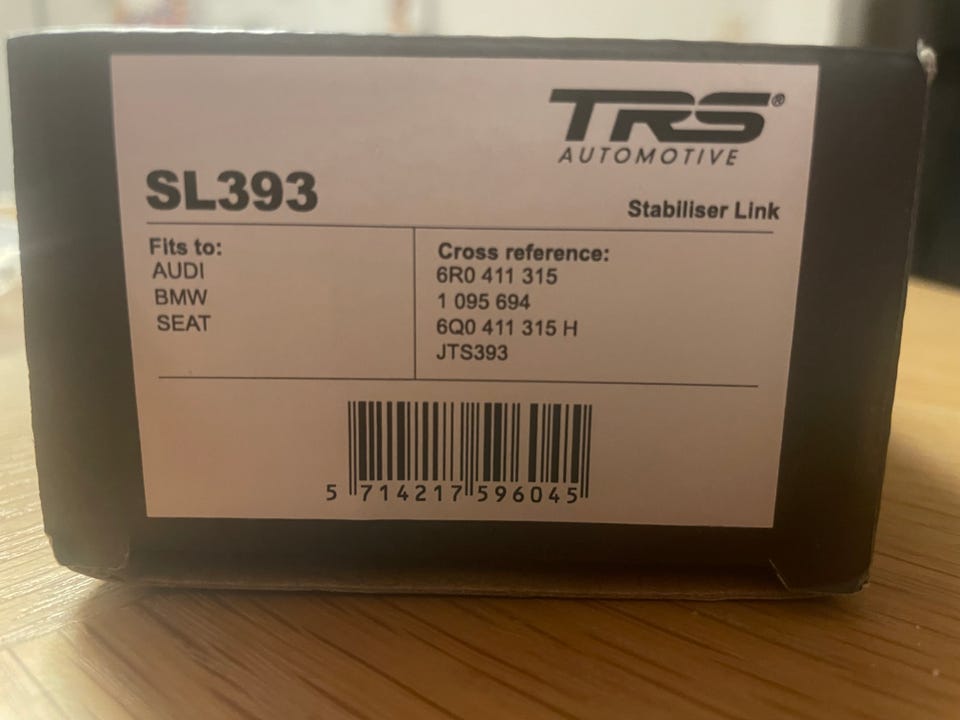 TRS®
AUTOMOTIVE
SL393
Stabiliser Link
Fits to:
AUDI
BMW
SEAT
Cross reference:
6R0 411 315
1 095 694
6Q0 411 315 H
JTS393
5 714217 596045